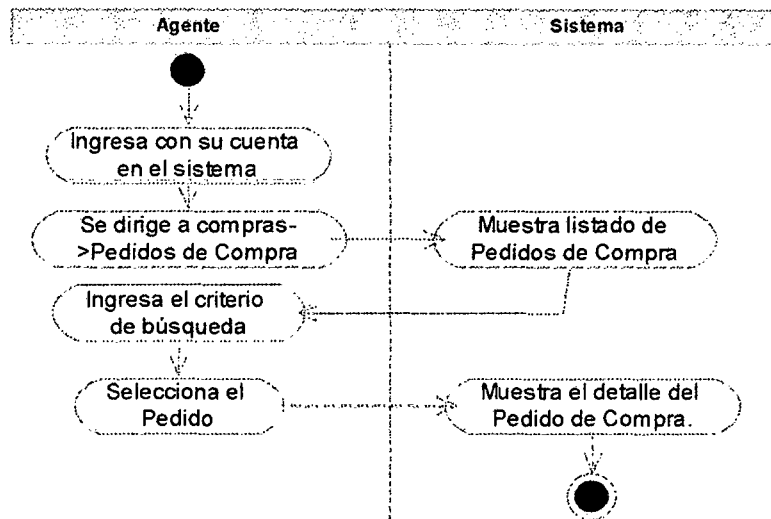 Agente
Sistema
Ingresa con su cuenta
en el sistema
Se dirige a compras-
>Pedidos de Compra
Muestra listado de
Pedidos de Compra
Ingresa el criterio
de búsqueda
Selecciona el
Pedido
Muestra el detalle del
Pedido de Compra.